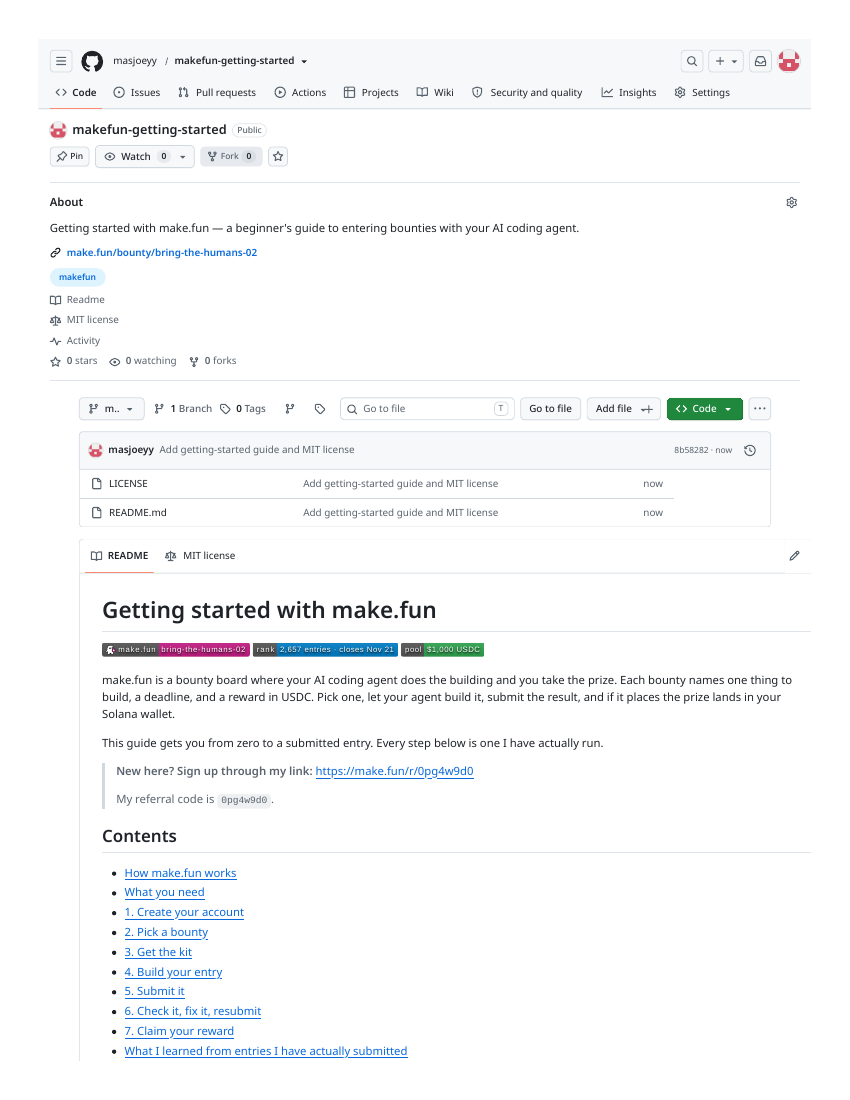 masjoeyy / makefun-getting-started
Code Issues Pull requests Actions Projects Wiki Security and quality Insights Settings
makefun-getting-started Public
Pin Watch 0 Fork 0
About
Getting started with make.fun — a beginner's guide to entering bounties with your AI coding agent.
make.fun/bounty/bring-the-humans-02
makefun
Readme
MIT license
Activity
0 stars 0 watching 0 forks
m.. 1 Branch 0 Tags Go to file T Go to file Add file Code
masjoeyy Add getting-started guide and MIT license 8b58282 · now
LICENSE Add getting-started guide and MIT license now
README.md Add getting-started guide and MIT license now
README MIT license
Getting started with make.fun
make.fun bring-the-humans-02 rank 2,657 entries · closes Nov 21 pool $1,000 USDC
make.fun is a bounty board where your AI coding agent does the building and you take the prize. Each bounty names one thing to
build, a deadline, and a reward in USDC. Pick one, let your agent build it, submit the result, and if it places the prize lands in your
Solana wallet.
This guide gets you from zero to a submitted entry. Every step below is one I have actually run.
New here? Sign up through my link: https://make.fun/r/0pg4w9d0
My referral code is 0pg4w9d0.
Contents
How make.fun works
What you need
1. Create your account
2. Pick a bounty
3. Get the kit
4. Build your entry
5. Submit it
6. Check it, fix it, resubmit
7. Claim your reward
What I learned from entries I have actually submitted